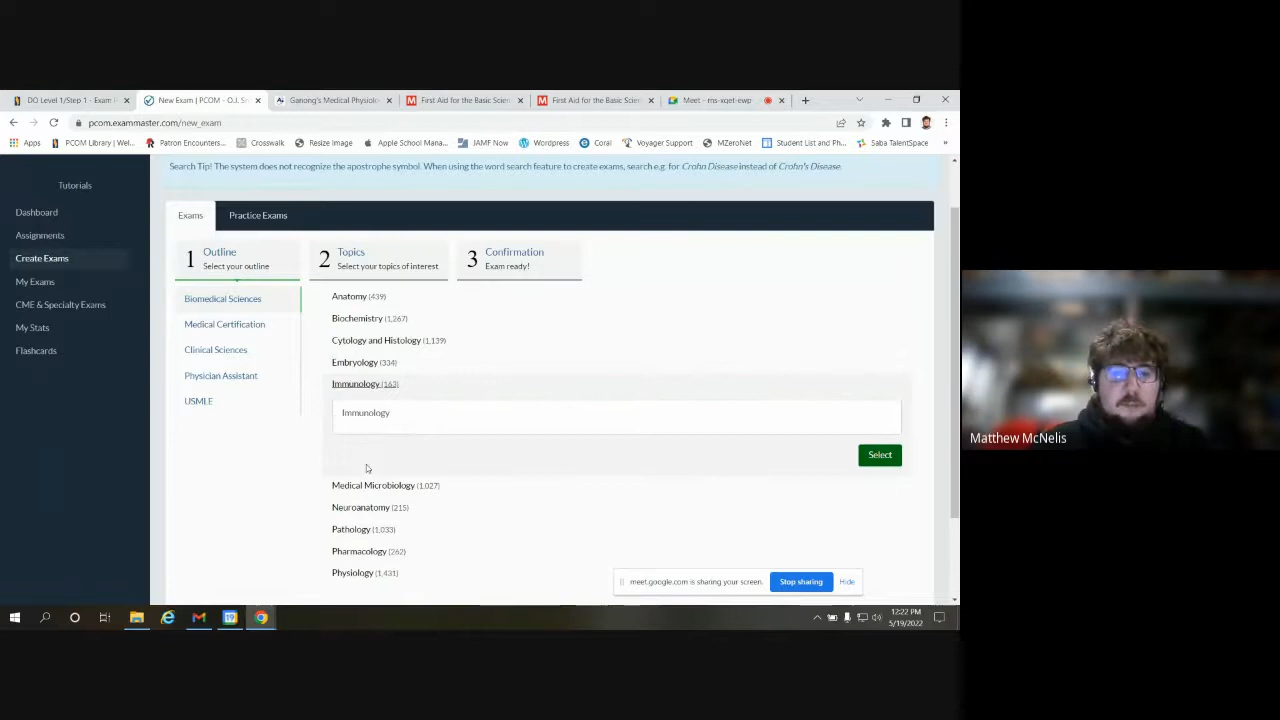 DO Level 1/Step 1 - Exam
New Exam | PCOM - O.J. Sm
Ganong's Medical Physiolo
First Aid for the Basic Scien
First Aid for the Basic Scien
Meet – ms-xqet-ewp
pcom.exammaster.com/new_exam
Apps
PCOM Library | Wel...
Patron Encounters...
Crosswalk
Resize Image
Apple School Mana...
JAMF Now
Wordpress
Coral
Voyager Support
MZeroNet
Student List and Ph...
Saba TalentSpace
Search Tip! The system does not recognize the apostrophe symbol. When using the word search feature to create exams, search e.g. for Crohn Disease instead of Crohn's Disease.
Tutorials
Dashboard
Assignments
Create Exams
My Exams
CME & Specialty Exams
My Stats
Flashcards
Exams
Practice Exams
1 Outline
Select your outline
2 Topics
Select your topics of interest
3 Confirmation
Exam ready!
Biomedical Sciences
Medical Certification
Clinical Sciences
Physician Assistant
USMLE
Anatomy (439)
Biochemistry (1,267)
Cytology and Histology (1,139)
Embryology (334)
Immunology (163)
Immunology
Select
Medical Microbiology (1,027)
Neuroanatomy (215)
Pathology (1,033)
Pharmacology (262)
Physiology (1,431)
meet.google.com is sharing your screen.
Stop sharing
Hide
12:22 PM
5/19/2022
Matthew McNelis